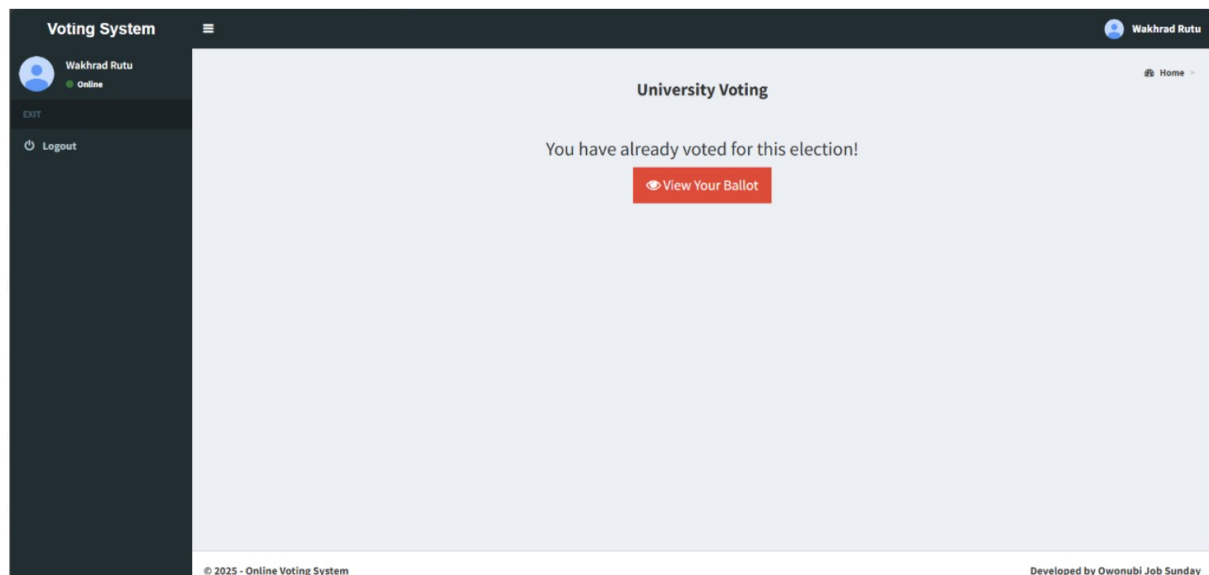 Voting System
Wakhrad Rutu
Wakhrad Rutu
Online
EXIT
Logout
Home >
University Voting
You have already voted for this election!
View Your Ballot
© 2025 - Online Voting System
Developed by Owonubi Job Sunday